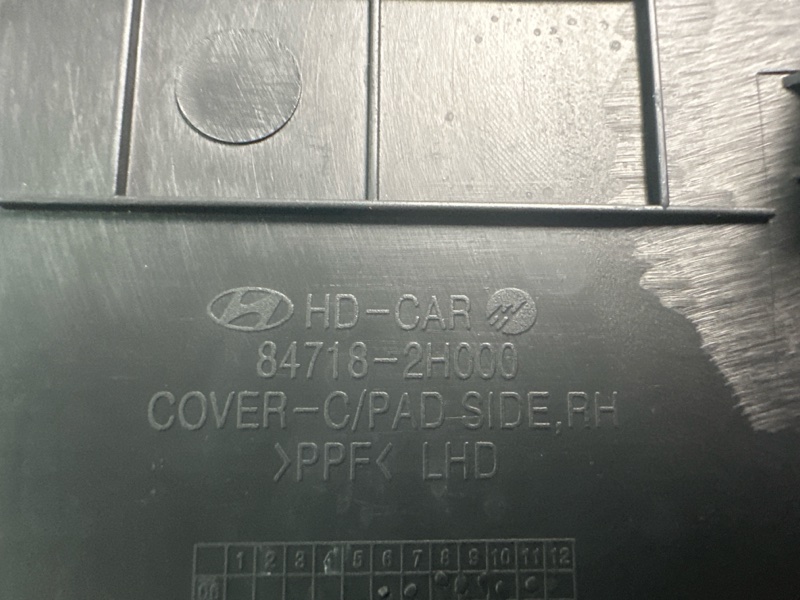 HD-CAR
84718-2H000
COVER-C/PAD SIDE,RH
>PPF< LHD
1 2 3 4 5 6 7 8 9 10 11 12
06